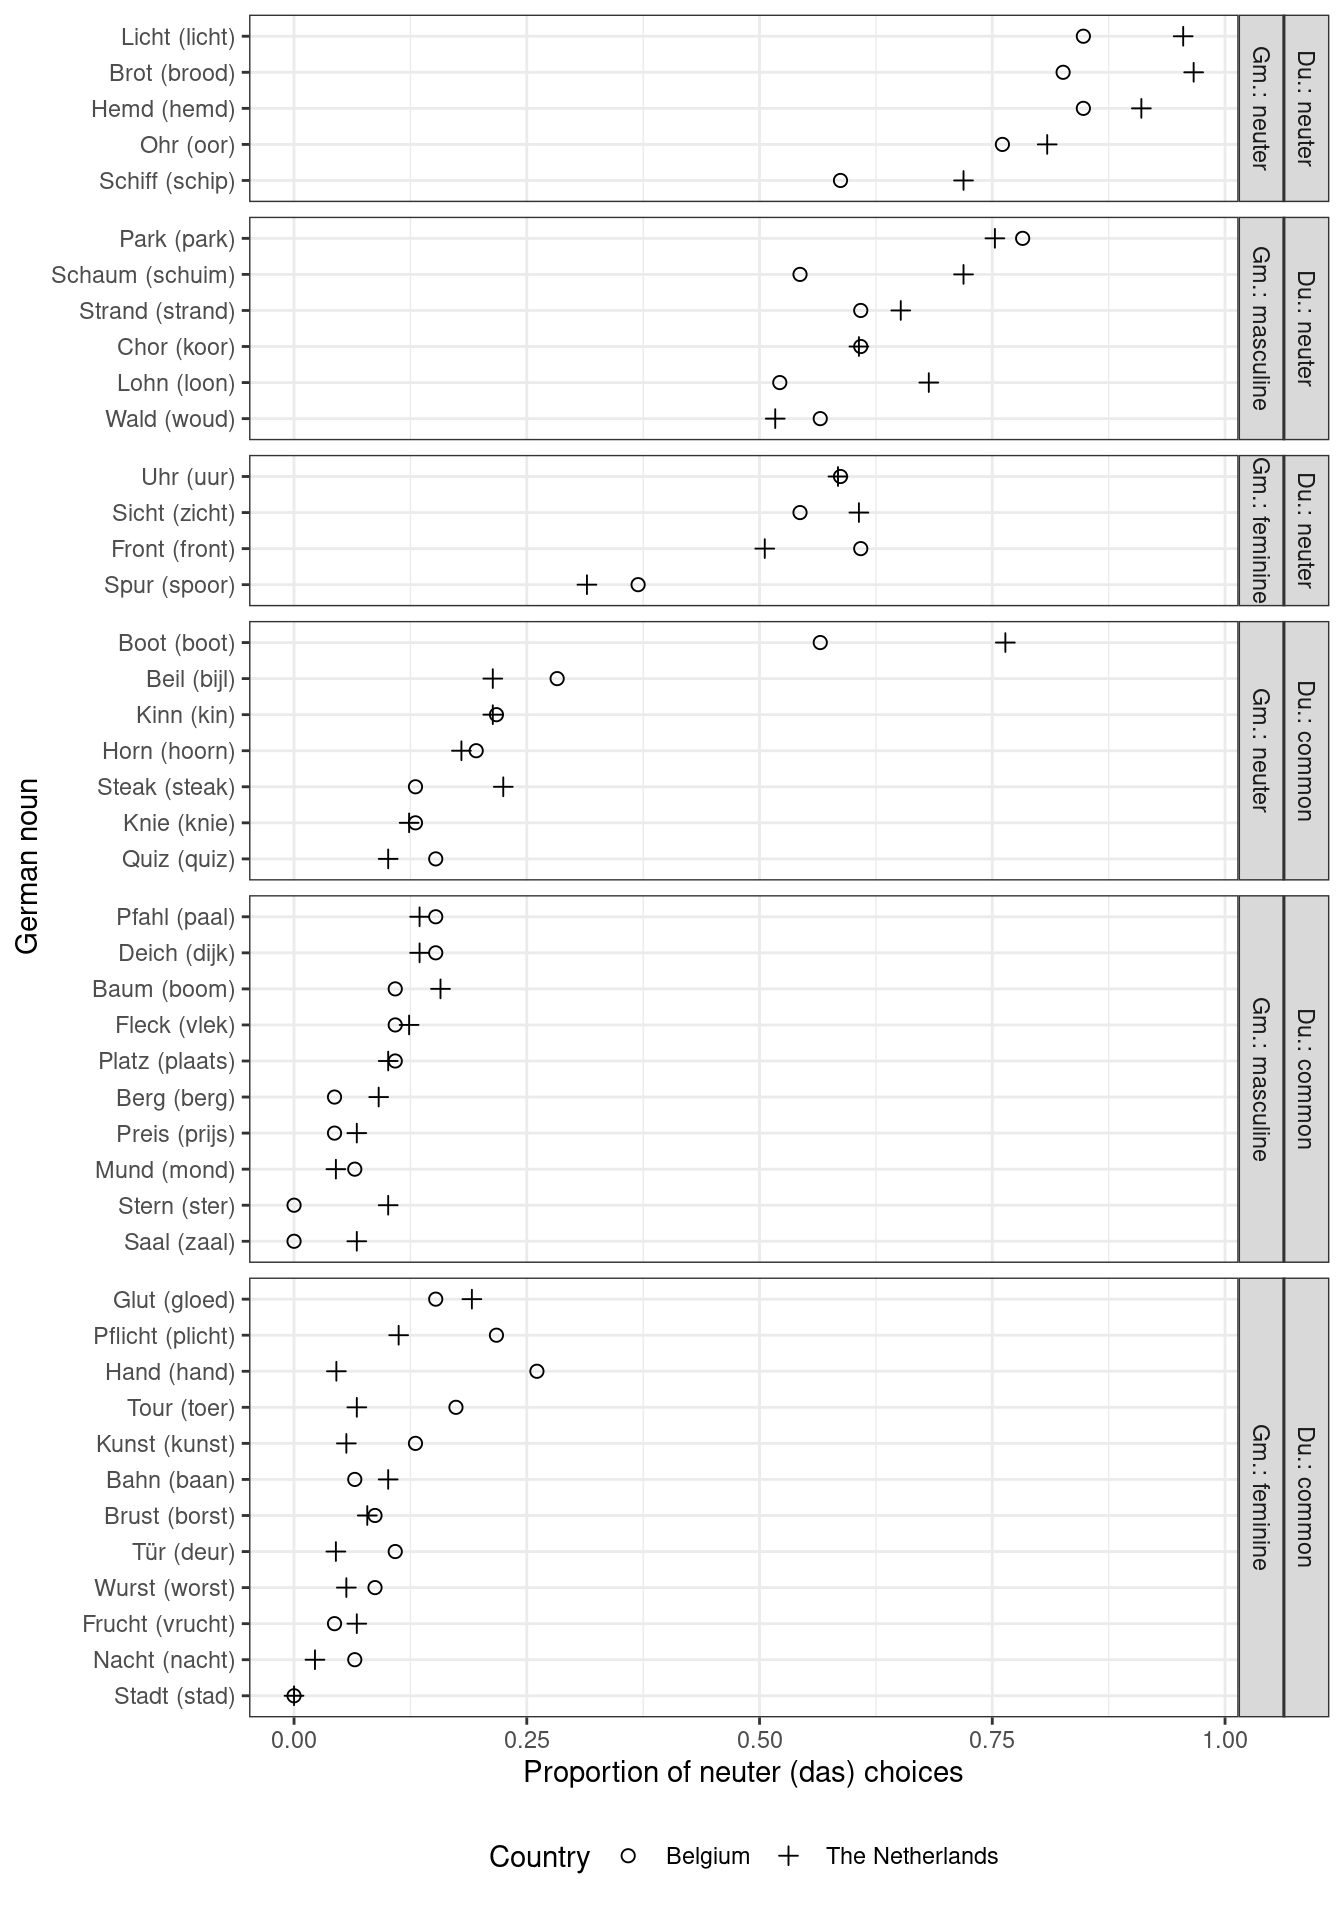 Licht (licht)
Brot (brood)
Hemd (hemd)
Ohr (oor)
Schiff (schip)
Gm.: neuter
Du.: neuter
Park (park)
Schaum (schuim)
Strand (strand)
Chor (koor)
Lohn (loon)
Wald (woud)
Gm.: masculine
Du.: neuter
Uhr (uur)
Sicht (zicht)
Front (front)
Spur (spoor)
Gm.: feminine
Du.: neuter
Boot (boot)
Beil (bijl)
Kinn (kin)
Horn (hoorn)
Steak (steak)
Knie (knie)
Quiz (quiz)
Gm.: neuter
Du.: common
Pfahl (paal)
Deich (dijk)
Baum (boom)
Fleck (vlek)
Platz (plaats)
Berg (berg)
Preis (prijs)
Mund (mond)
Stern (ster)
Saal (zaal)
Gm.: masculine
Du.: common
Glut (gloed)
Pflicht (plicht)
Hand (hand)
Tour (toer)
Kunst (kunst)
Bahn (baan)
Brust (borst)
Tür (deur)
Wurst (worst)
Frucht (vrucht)
Nacht (nacht)
Stadt (stad)
Gm.: feminine
Du.: common
German noun
0.00 0.25 0.50 0.75 1.00
Proportion of neuter (das) choices
Country Belgium The Netherlands